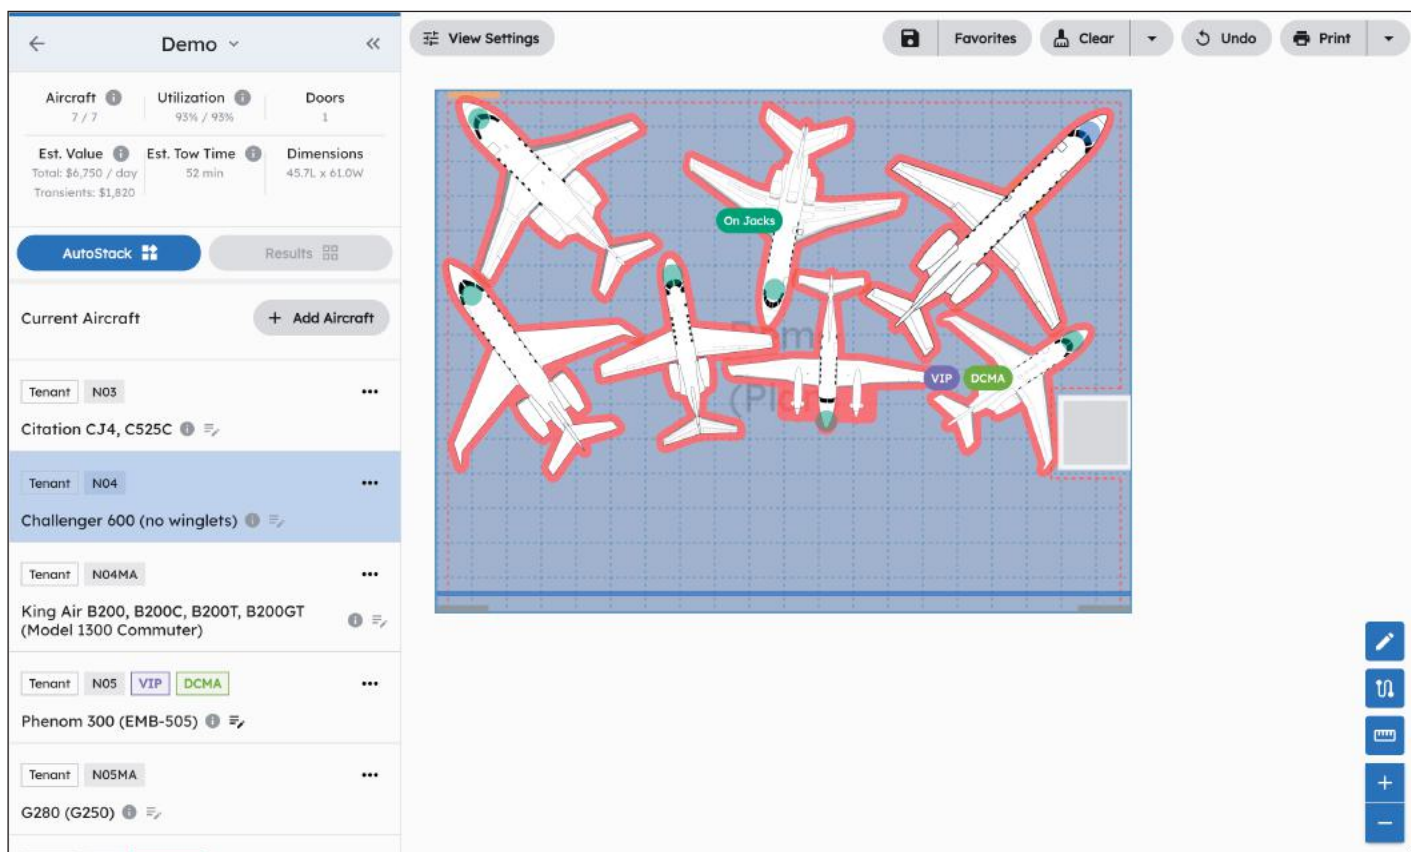 Demo
View Settings
Favorites
Clear
Undo
Print
Aircraft
7 / 7
Utilization
93% / 93%
Doors
1
Est. Value
Total: $6,750 / day
Transients: $1,820
Est. Tow Time
52 min
Dimensions
45.7L x 61.0W
AutoStack
Results
Current Aircraft
+ Add Aircraft
Tenant N03
Citation CJ4, C525C
Tenant N04
Challenger 600 (no winglets)
Tenant N04MA
King Air B200, B200C, B200T, B200GT
(Model 1300 Commuter)
Tenant N05 VIP DCMA
Phenom 300 (EMB-505)
Tenant N05MA
G280 (G250)
On Jacks
VIP DCMA